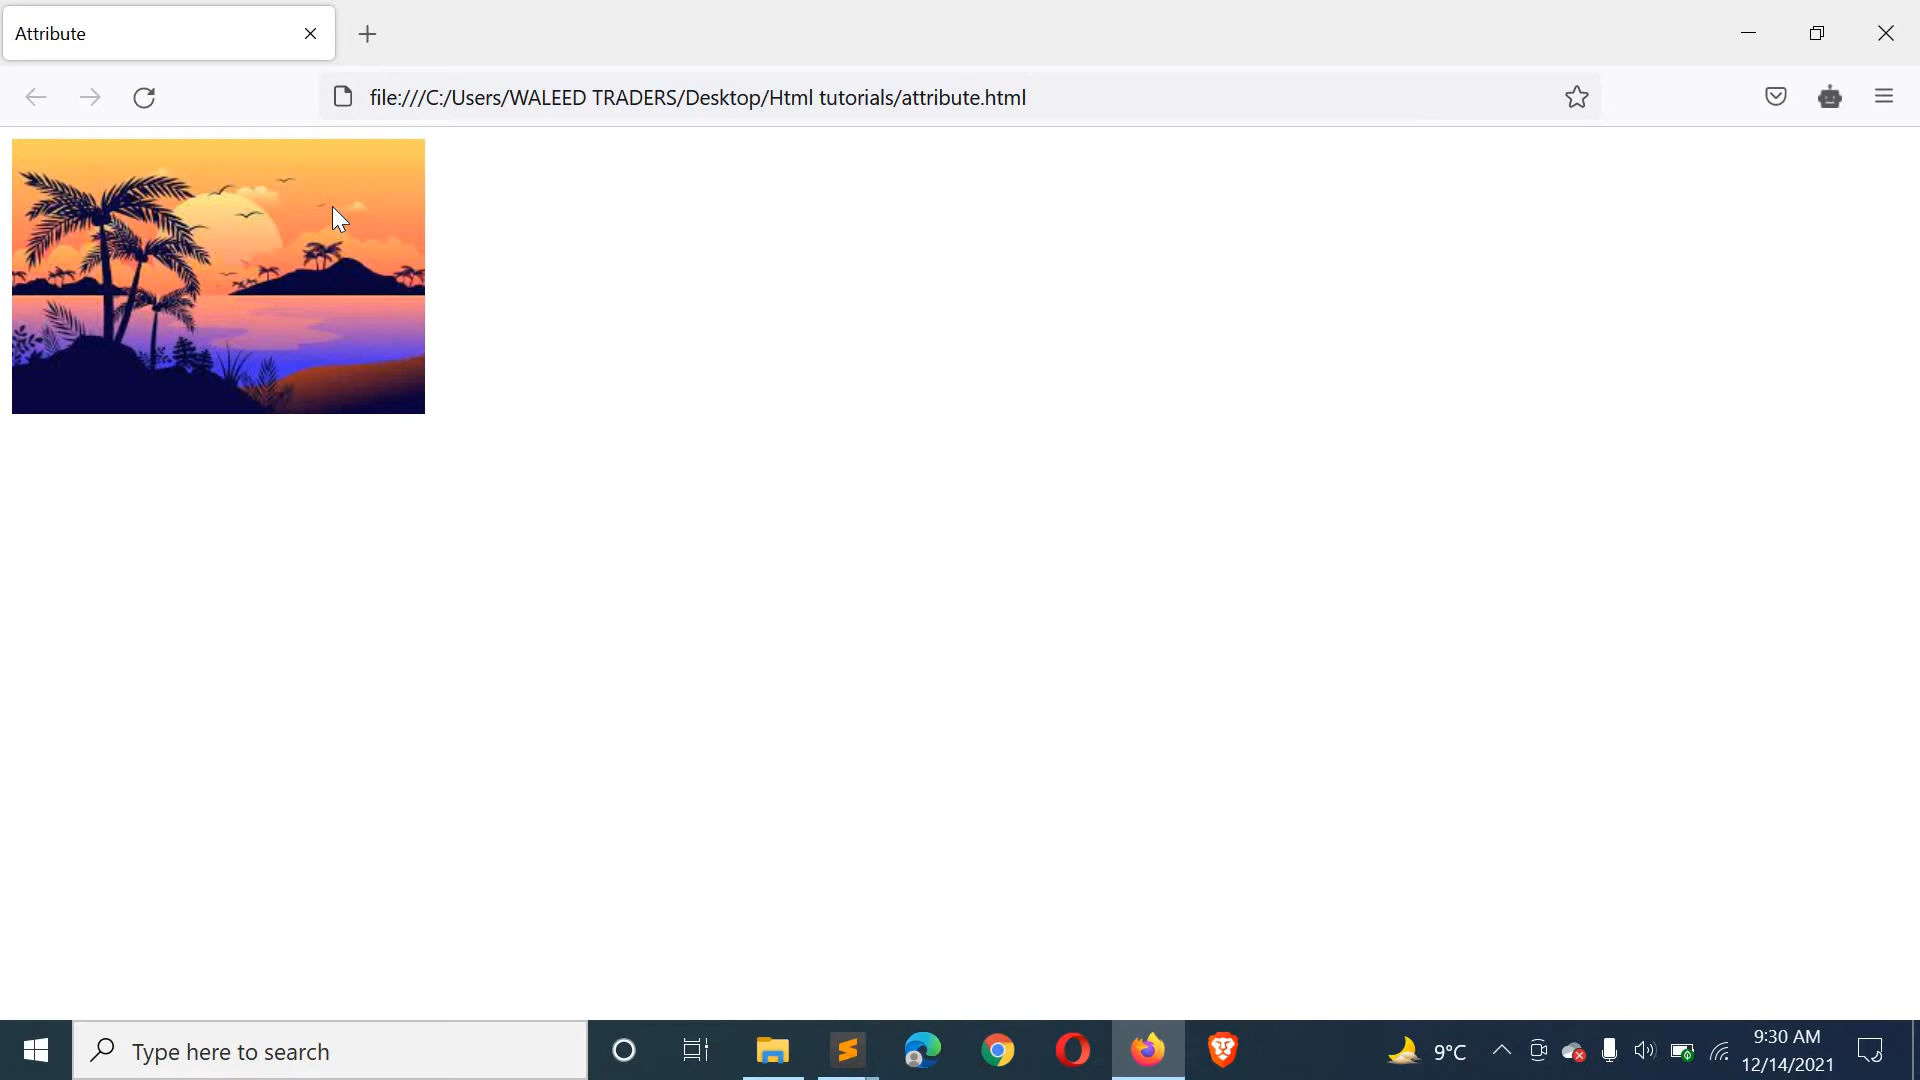 Attribute
file:///C:/Users/WALEED TRADERS/Desktop/Html tutorials/attribute.html
Type here to search
9°C
9:30 AM
12/14/2021